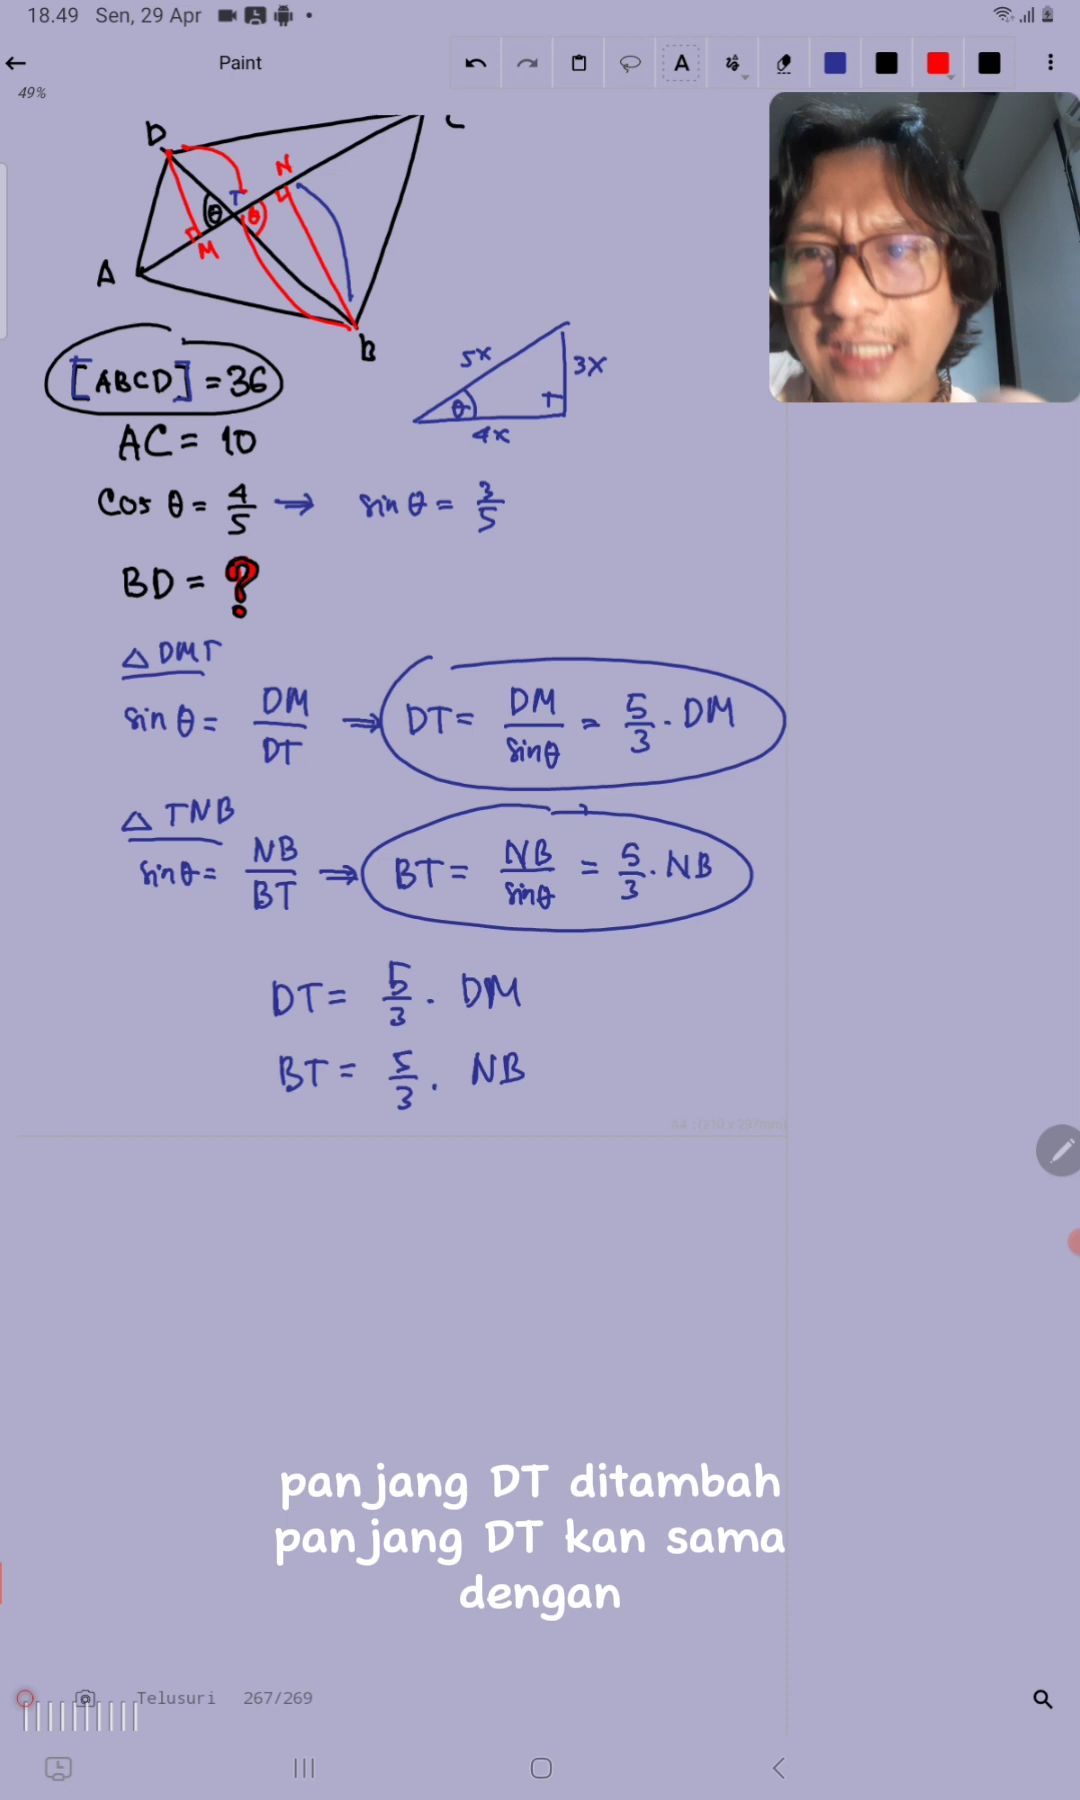 18.49 Sen, 29 Apr
Paint
A
49%
D
C
N
T
θ
θ
M
A
B
[ABCD] = 36
5x
3x
θ
4x
AC = 10
Cos θ = 4/5 → sin θ = 3/5
BD = ?
△ DMT
sin θ = DM/DT ⇒ DT = DM/sinθ = 5/3 . DM
△ TNB
sin θ = NB/BT ⇒ BT = NB/sinθ = 5/3 . NB
DT = 5/3 . DM
BT = 5/3 . NB
A4 : (210 x 297mm)
panjang DT ditambah
panjang DT kan sama
dengan
Telusuri 267/269